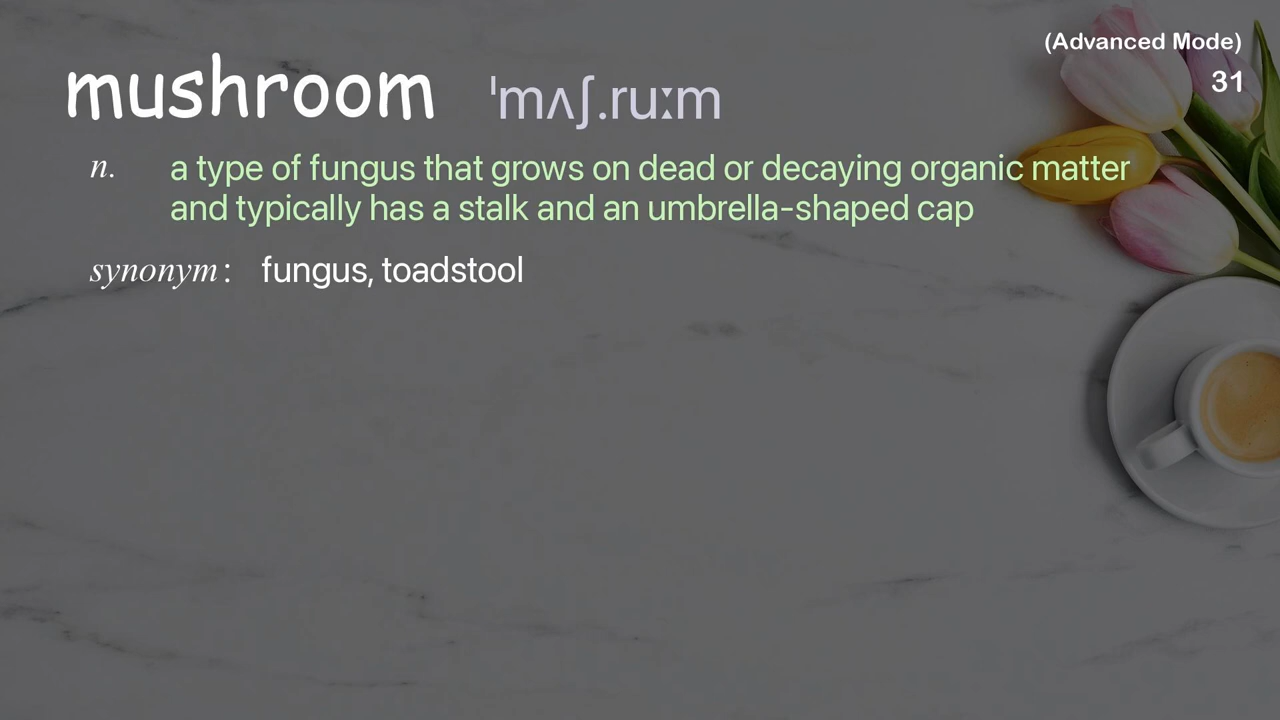 (Advanced Mode)
31
mushroom ˈmʌʃ.ruːm
n. a type of fungus that grows on dead or decaying organic matter
and typically has a stalk and an umbrella-shaped cap
synonym: fungus, toadstool